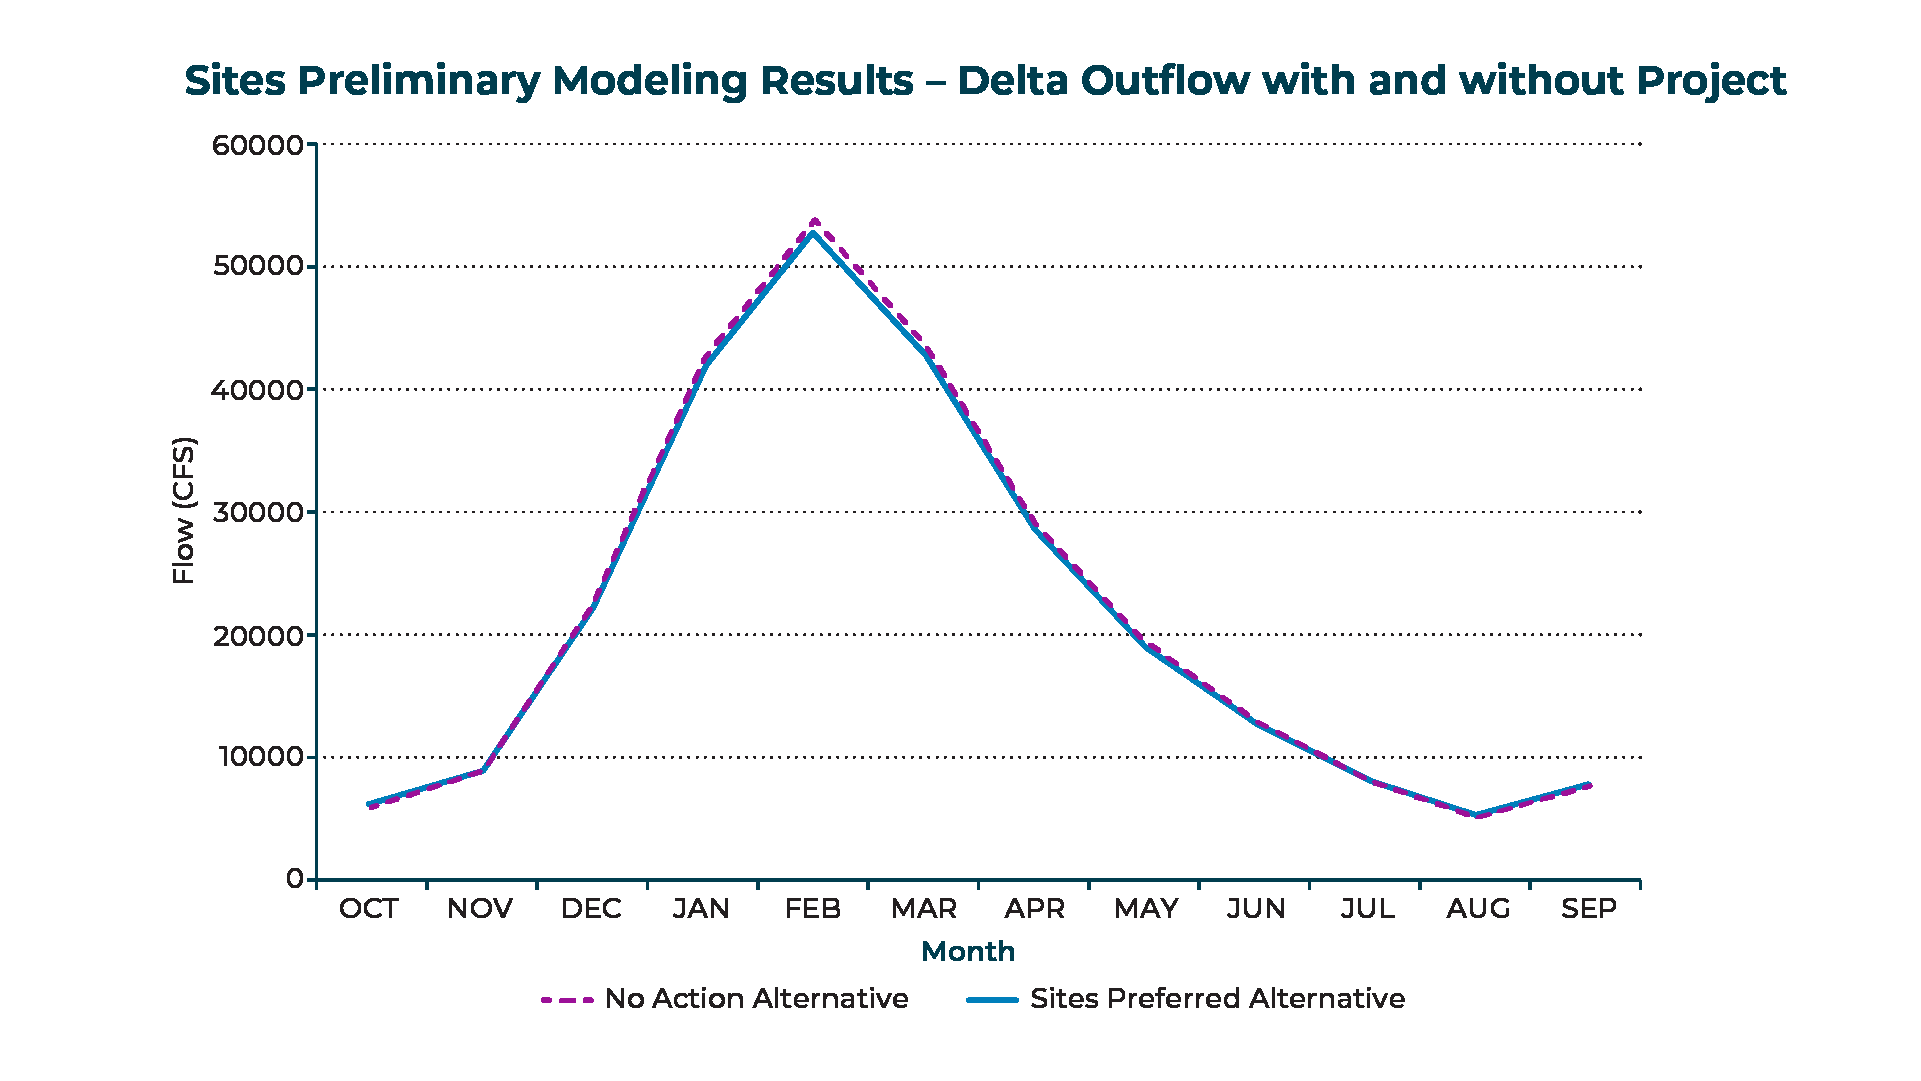 Sites Preliminary Modeling Results – Delta Outflow with and without Project
60000
50000
40000
30000
20000
10000
0
Flow (CFS)
OCT NOV DEC JAN FEB MAR APR MAY JUN JUL AUG SEP
Month
No Action Alternative Sites Preferred Alternative